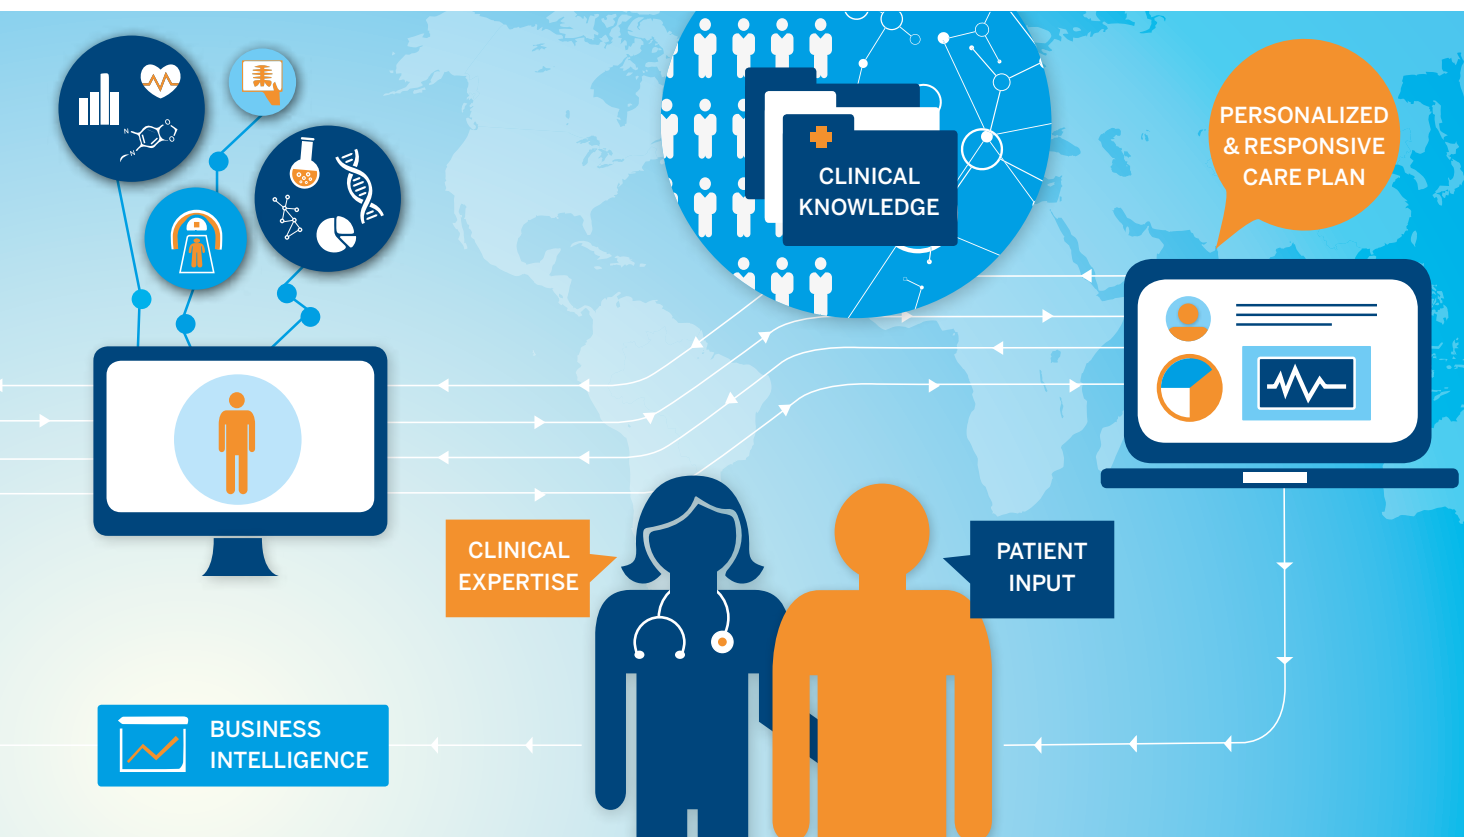 CLINICAL
KNOWLEDGE
PERSONALIZED
& RESPONSIVE
CARE PLAN
CLINICAL
EXPERTISE
PATIENT
INPUT
BUSINESS
INTELLIGENCE
N
N
O
O